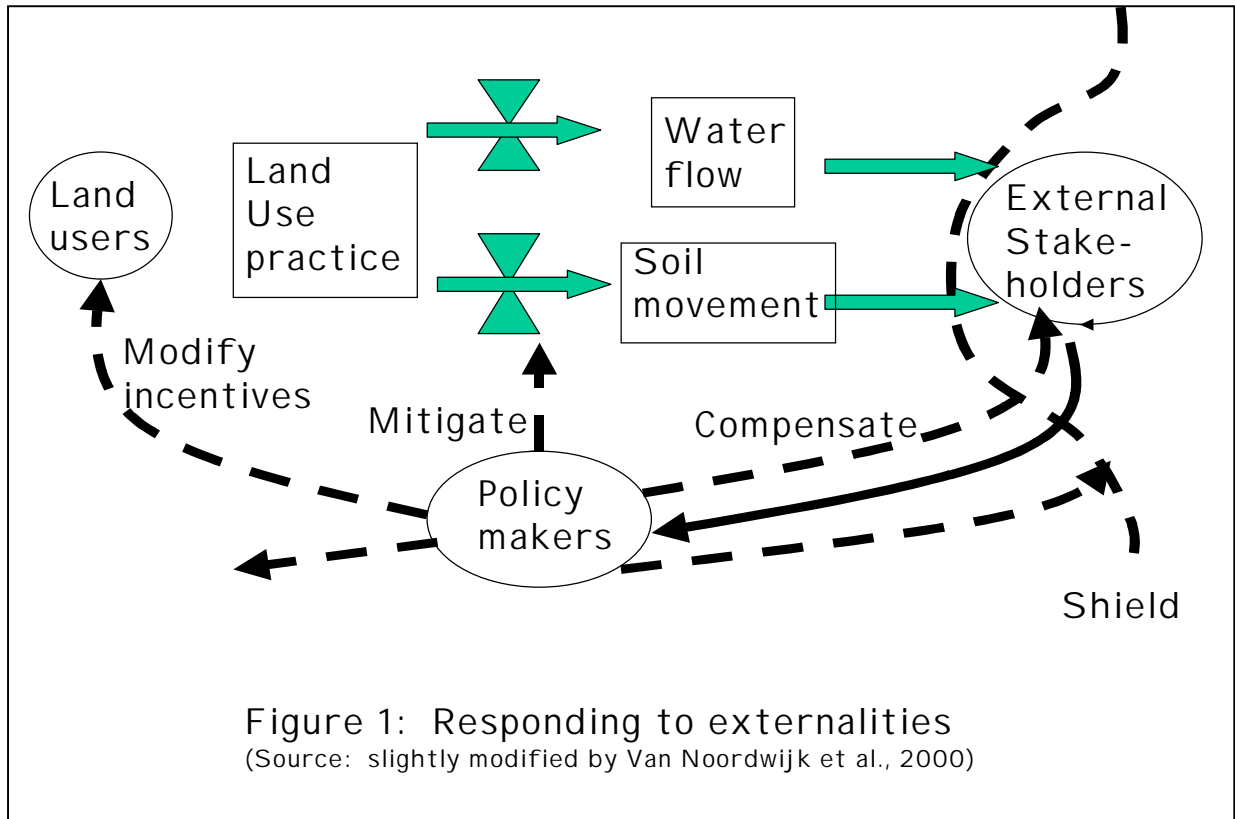 Land
users
Land
Use
practice
Water
flow
Soil
movement
External
Stake-
holders
Modify
incentives
Mitigate
Compensate
Policy
makers
Shield
Figure 1: Responding to externalities
(Source: slightly modified by Van Noordwijk et al., 2000)